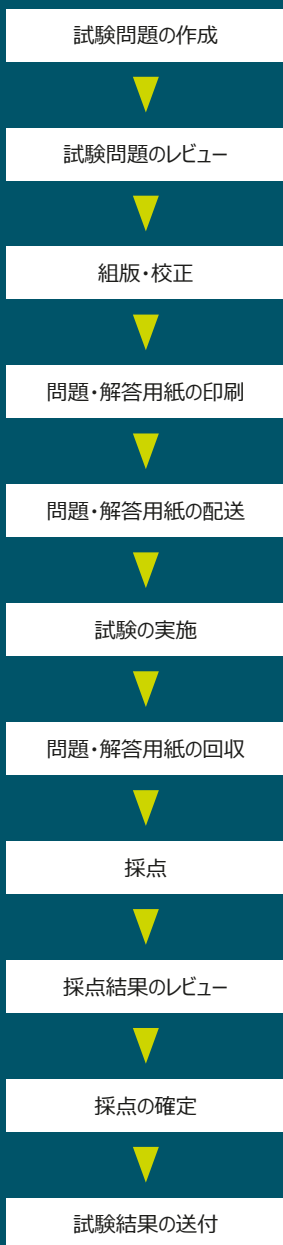 試験問題の作成
試験問題のレビュー
組版・校正
問題・解答用紙の印刷
問題・解答用紙の配送
試験の実施
問題・解答用紙の回収
採点
採点結果のレビュー
採点の確定
試験結果の送付